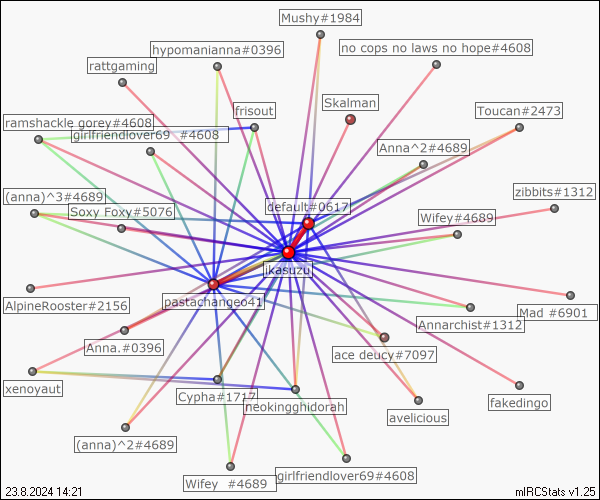 Mushy#1984
hypomanianna#0396
no cops no laws no hope#4608
rattgaming
Skalman
frisout
Toucan#2473
ramshackle gorey#4608
girlfriendlover69 #4608
Anna^2#4689
(anna)^3#4689
zibbits#1312
default#0617
Soxy Foxy#5076
Wifey#4689
ikasuzu
pastachangeo41
AlpineRooster#2156
Mad #6901
Annarchist#1312
Anna.#0396
ace deucy#7097
xenoyaut
Cypha#1717
fakedingo
neokingghidorah
avelicious
(anna)^2#4689
girlfriendlover69#4608
Wifey #4689
23.8.2024 14:21
mIRCStats v1.25